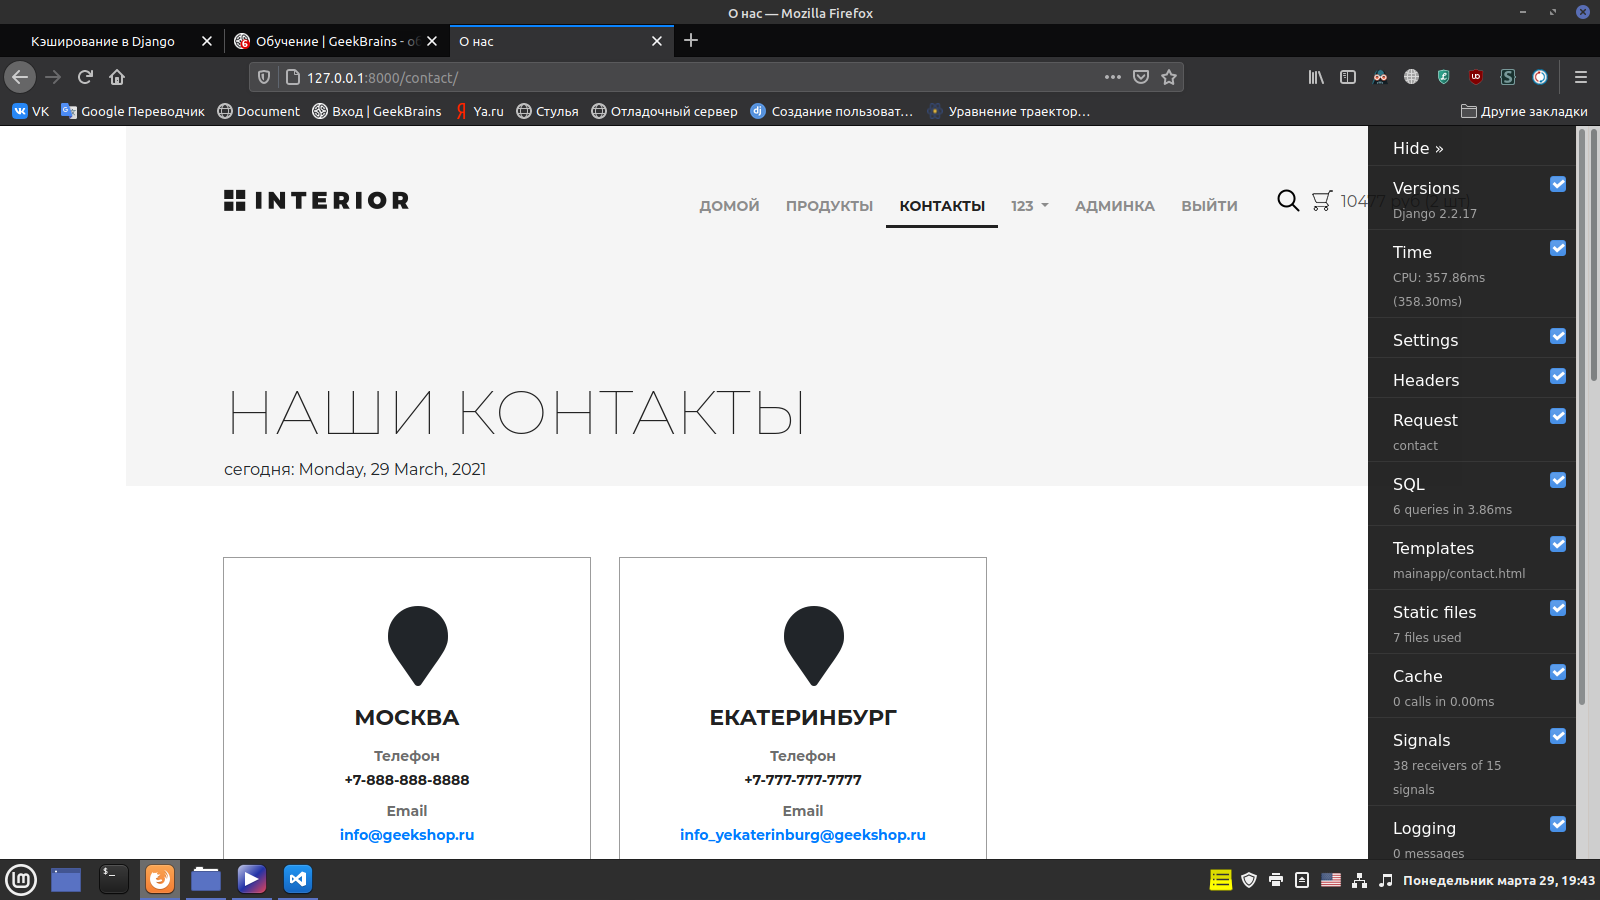 О нас — Mozilla Firefox
Кэширование в Django
Обучение | GeekBrains - об
О нас
127.0.0.1:8000/contact/
VK
Google Переводчик
Document
Вход | GeekBrains
Ya.ru
Стулья
Отладочный сервер
Создание пользоват…
Уравнение траектор…
Другие закладки
INTERIOR
ДОМОЙ
ПРОДУКТЫ
КОНТАКТЫ
123
АДМИНКА
ВЫЙТИ
10477 руб (2 шт)
НАШИ КОНТАКТЫ
сегодня: Monday, 29 March, 2021
МОСКВА
Телефон
+7-888-888-8888
Email
info@geekshop.ru
ЕКАТЕРИНБУРГ
Телефон
+7-777-777-7777
Email
info_yekaterinburg@geekshop.ru
Hide »
Versions
Django 2.2.17
Time
CPU: 357.86ms
(358.30ms)
Settings
Headers
Request
contact
SQL
6 queries in 3.86ms
Templates
mainapp/contact.html
Static files
7 files used
Cache
0 calls in 0.00ms
Signals
38 receivers of 15
signals
Logging
0 messages
Понедельник марта 29, 19:43